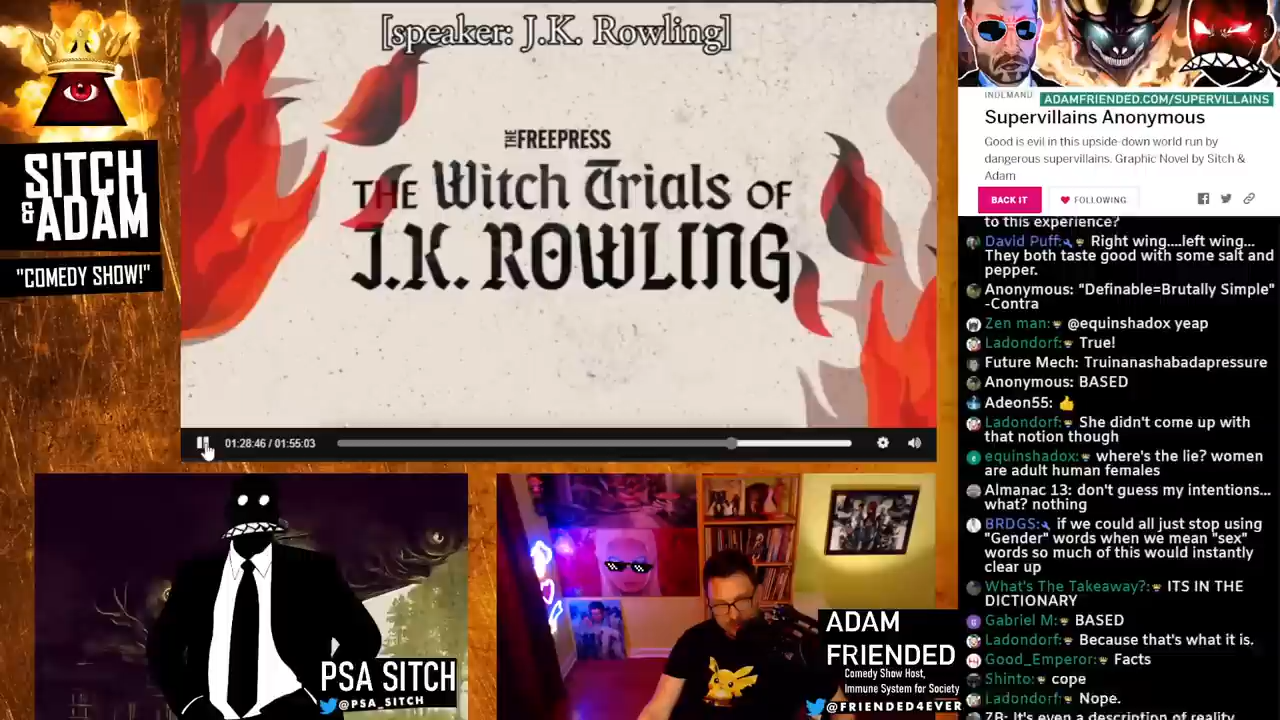 [speaker: J.K. Rowling]
THE FREEPRESS
THE Witch Trials OF
J.K. ROWLING
01:28:46 / 01:55:03
SITCH
& ADAM
"COMEDY SHOW!"
PSA SITCH
@PSA_SITCH
ADAM
FRIENDED
Comedy Show Host,
Immune System for Society
@FRIENDED4EVER
INDEMAND
ADAMFRIENDED.COM/SUPERVILLAINS
Supervillains Anonymous
Good is evil in this upside-down world run by
dangerous supervillains. Graphic Novel by Sitch &
Adam
BACK IT
FOLLOWING
to this experience?
David Puff: Right wing....left wing...
They both taste good with some salt and
pepper.
Anonymous: "Definable=Brutally Simple"
-Contra
Zen man: @equinshadox yeap
Ladondorf: True!
Future Mech: Truinanashabadapressure
Anonymous: BASED
Adeon55: 👍
Ladondorf: She didn't come up with
that notion though
equinshadox: where's the lie? women
are adult human females
Almanac 13: don't guess my intentions...
what? nothing
BRDGS: if we could all just stop using
"Gender" words when we mean "sex"
words so much of this would instantly
clear up
What's The Takeaway?: ITS IN THE
DICTIONARY
Gabriel M: BASED
Ladondorf: Because that's what it is.
Good_Emperor: Facts
Shinto: cope
Ladondorf: Nope.
ZB: It's even a description of reality